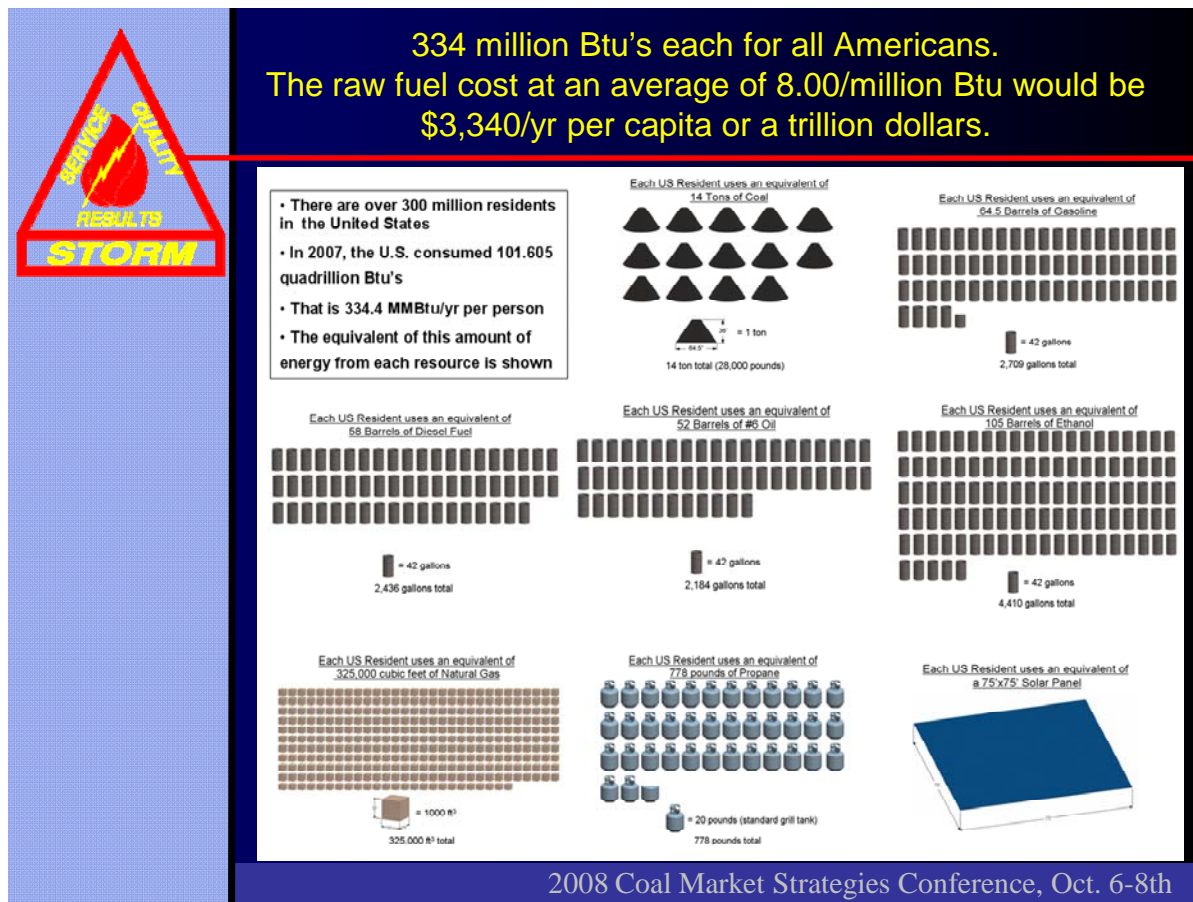 334 million Btu's each for all Americans.
The raw fuel cost at an average of 8.00/million Btu would be
$3,340/yr per capita or a trillion dollars.
SERVICE
QUALITY
RESULTS
STORM
• There are over 300 million residents
in the United States
• In 2007, the U.S. consumed 101.605
quadrillion Btu's
• That is 334.4 MMBtu/yr per person
• The equivalent of this amount of
energy from each resource is shown
Each US Resident uses an equivalent of
14 Tons of Coal
= 1 ton
64.5"
14 ton total (28,000 pounds)
Each US Resident uses an equivalent of
64.5 Barrels of Gasoline
= 42 gallons
2,709 gallons total
Each US Resident uses an equivalent of
58 Barrels of Diesel Fuel
= 42 gallons
2,436 gallons total
Each US Resident uses an equivalent of
52 Barrels of #6 Oil
= 42 gallons
2,184 gallons total
Each US Resident uses an equivalent of
105 Barrels of Ethanol
= 42 gallons
4,410 gallons total
Each US Resident uses an equivalent of
325,000 cubic feet of Natural Gas
= 1000 ft³
325,000 ft³ total
Each US Resident uses an equivalent of
778 pounds of Propane
= 20 pounds (standard grill tank)
778 pounds total
Each US Resident uses an equivalent of
a 75'x75' Solar Panel
2008 Coal Market Strategies Conference, Oct. 6-8th